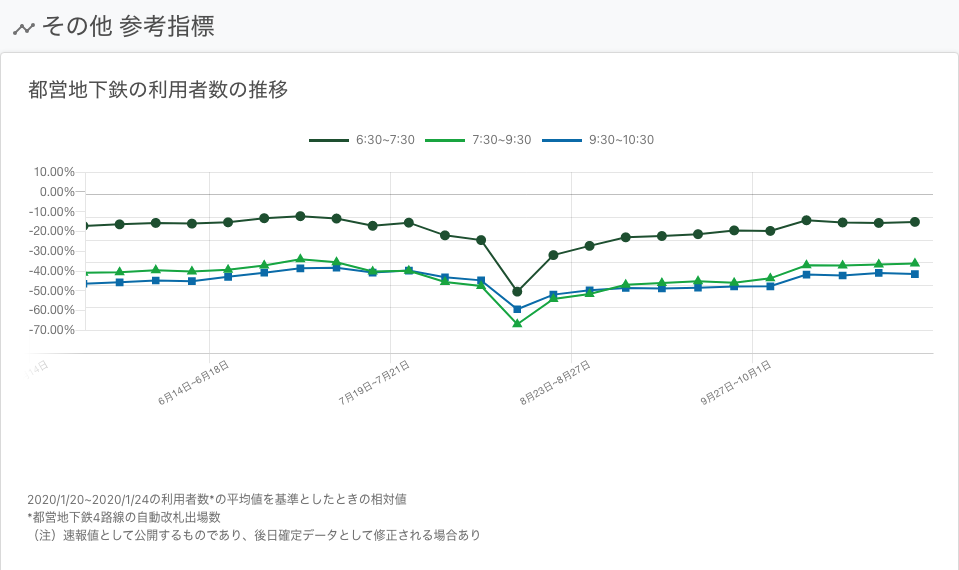 その他 参考指標
都営地下鉄の利用者数の推移
6:30~7:30 7:30~9:30 9:30~10:30
10.00%
0.00%
-10.00%
-20.00%
-30.00%
-40.00%
-50.00%
-60.00%
-70.00%
14日
6月14日~6月18日
7月19日~7月21日
8月23日~8月27日
9月27日~10月1日
2020/1/20~2020/1/24の利用者数*の平均値を基準としたときの相対値
*都営地下鉄4路線の自動改札出場数
（注）速報値として公開するものであり、後日確定データとして修正される場合あり